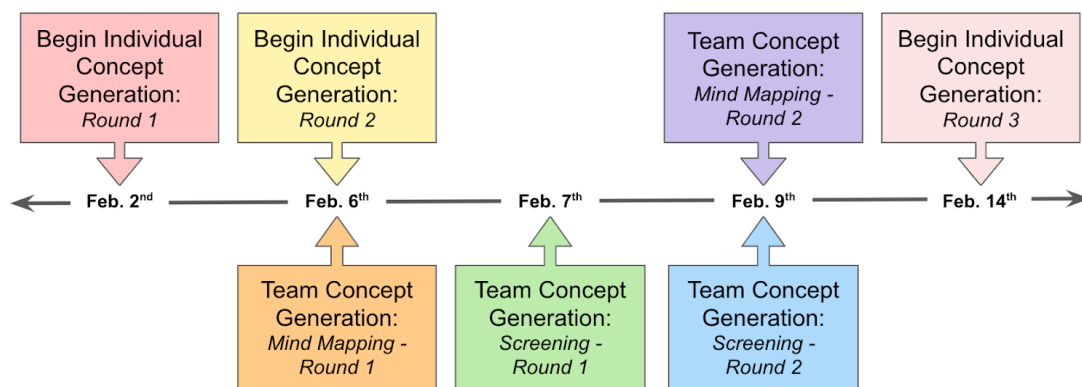 Begin Individual
Concept
Generation:
Round 1
Begin Individual
Concept
Generation:
Round 2
Team Concept
Generation:
Mind Mapping -
Round 2
Begin Individual
Concept
Generation:
Round 3
Feb. 2nd
Feb. 6th
Feb. 7th
Feb. 9th
Feb. 14th
Team Concept
Generation:
Mind Mapping -
Round 1
Team Concept
Generation:
Screening -
Round 1
Team Concept
Generation:
Screening -
Round 2